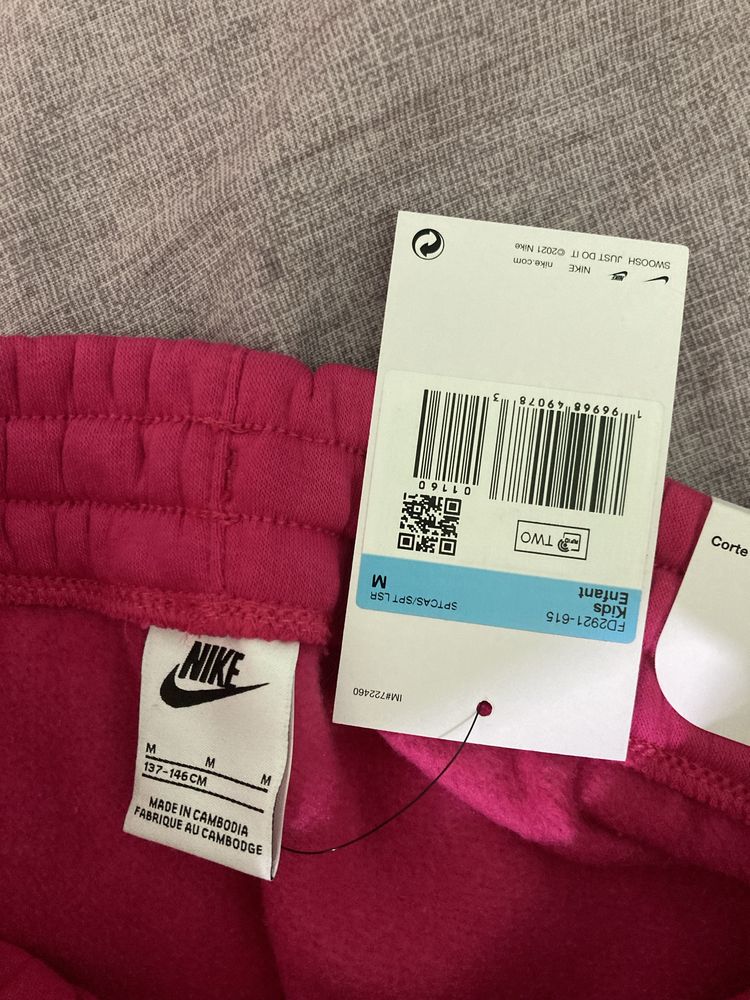 SWOOSH JUST DO IT ©2021 Nike
NIKE nike.com
1 96968 49078 3
01160
TWO
FD2921-615
Kids
Enfant
SPTCAS/SPT LSR
M
IM#722460
Corte
NIKE
M M M
137-146CM
MADE IN CAMBODIA
FABRIQUE AU CAMBODGE